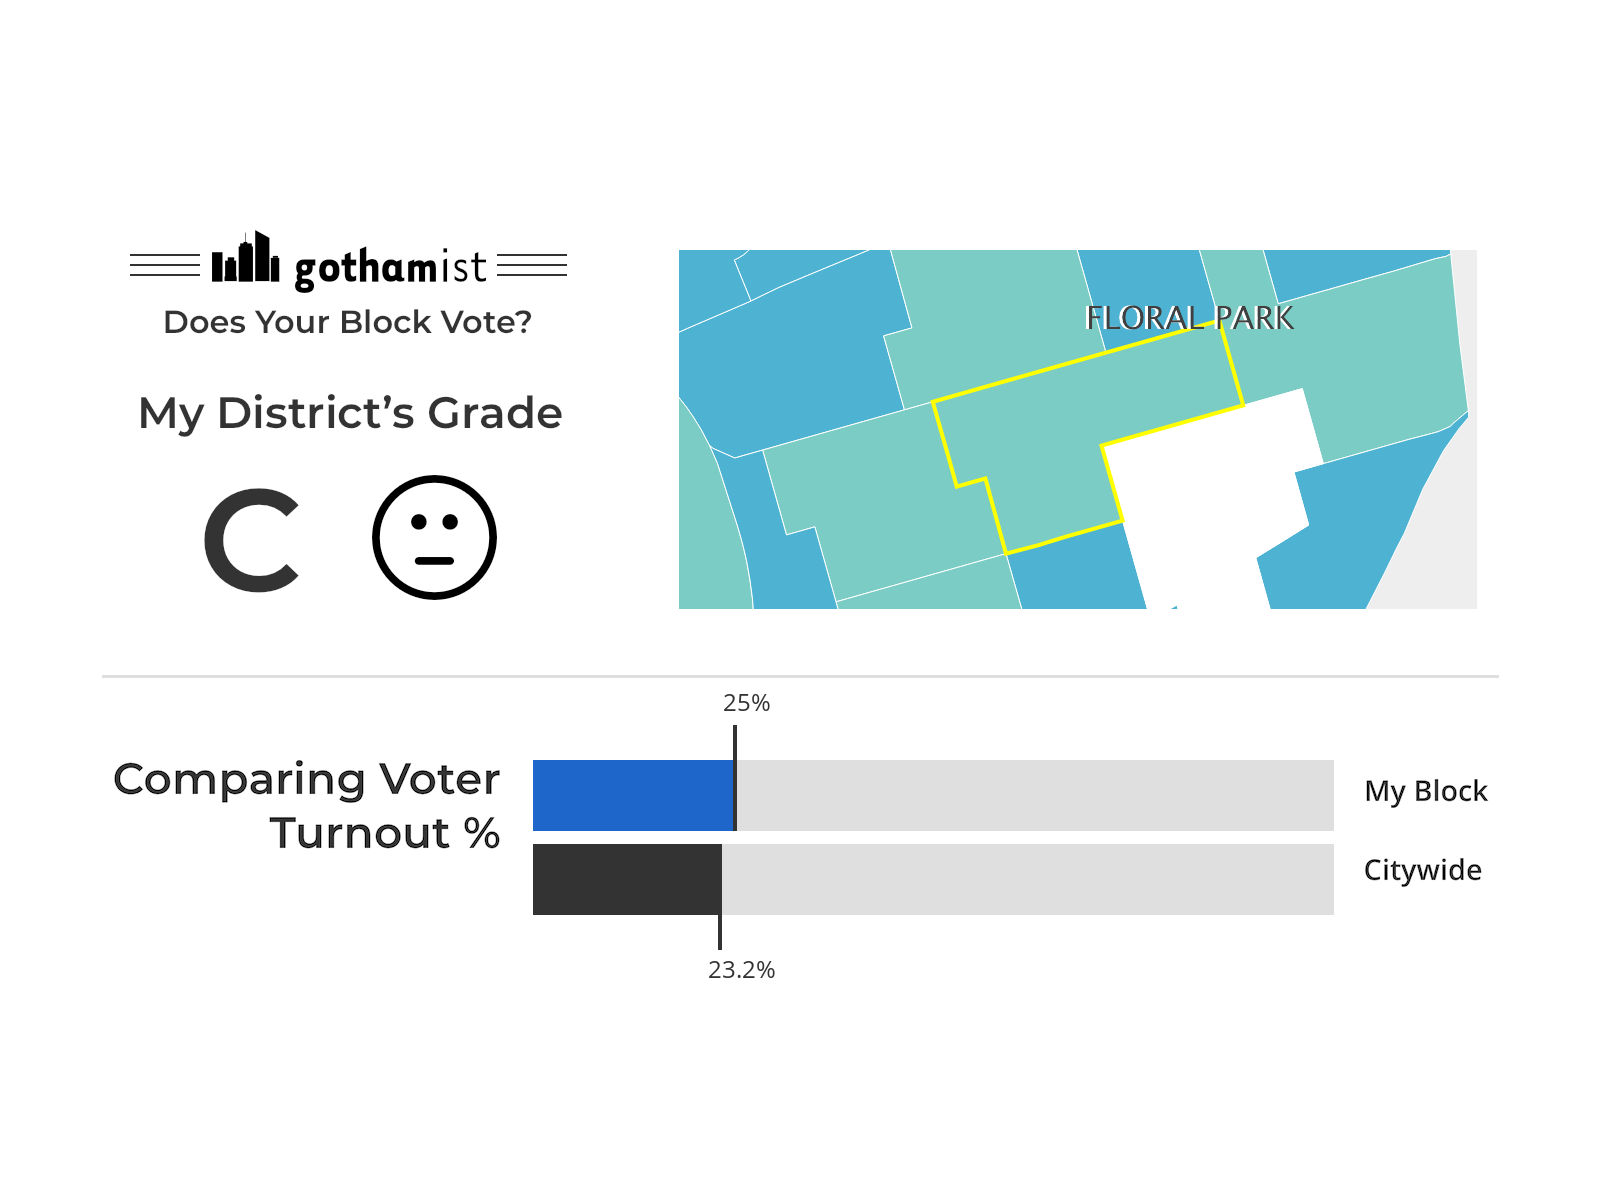 gothamist
Does Your Block Vote?
My District's Grade
C
FLORAL PARK
25%
Comparing Voter
Turnout %
My Block
Citywide
23.2%